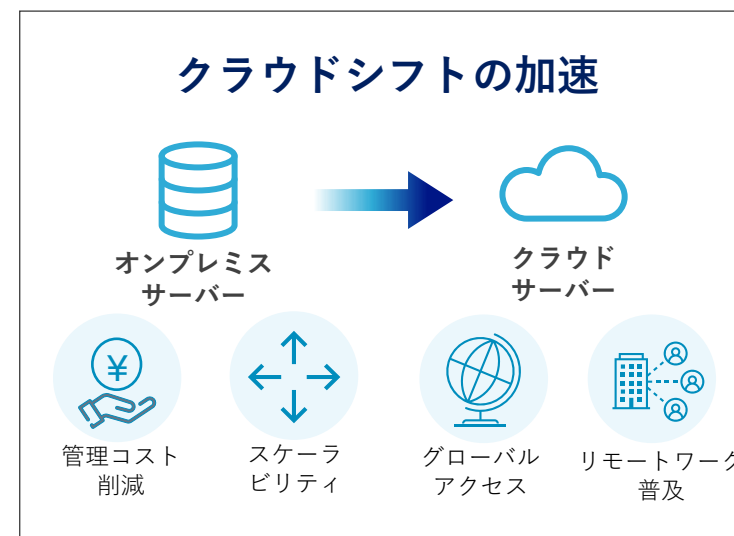 クラウドシフトの加速
オンプレミス
サーバー
クラウド
サーバー
¥
管理コスト
削減
スケーラ
ビリティ
グローバル
アクセス
リモートワーク
普及